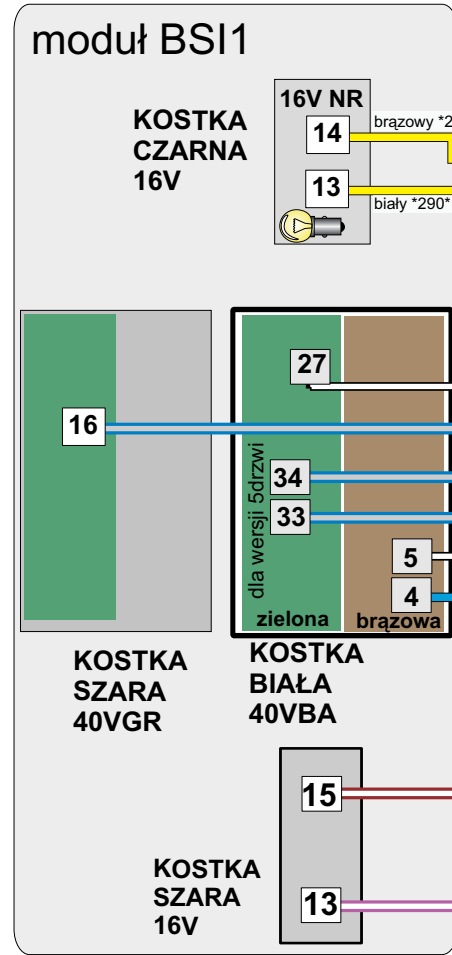 moduł BSI1
KOSTKA
CZARNA
16V
16V NR
14
brązowy *2
13
biały *290*
27
16
34
33
dla wersji 5drzwi
5
4
zielona
brązowa
KOSTKA
SZARA
40VGR
KOSTKA
BIAŁA
40VBA
15
KOSTKA
SZARA
16V
13